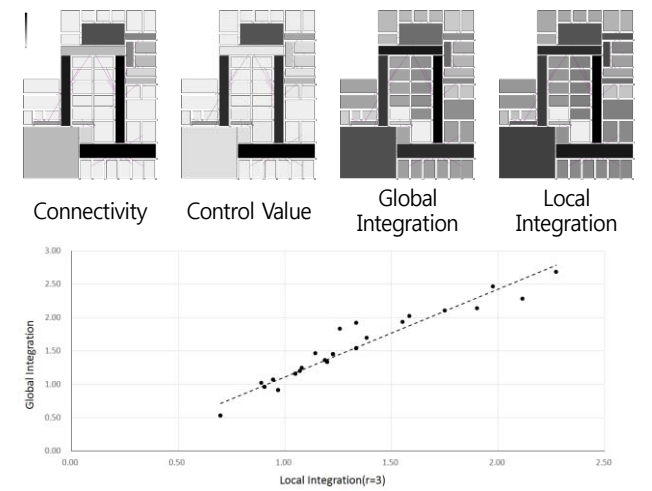 Connectivity
Control Value
Global
Integration
Local
Integration
3.00
2.50
2.00
1.50
1.00
0.50
0.00
Global Integration
0.00 0.50 1.00 1.50 2.00 2.50
Local Integration(r=3)